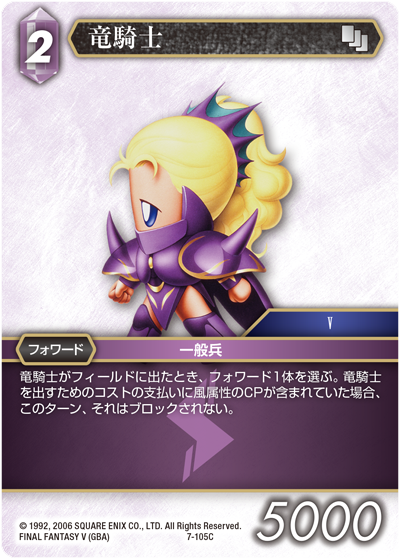 2
竜騎士
V
フォワード
一般兵
竜騎士がフィールドに出たとき、フォワード1体を選ぶ。竜騎士
を出すためのコストの支払いに風属性のCPが含まれていた場合、
このターン、それはブロックされない。
© 1992, 2006 SQUARE ENIX CO., LTD. All Rights Reserved.
FINAL FANTASY V (GBA)
7-105C
5000